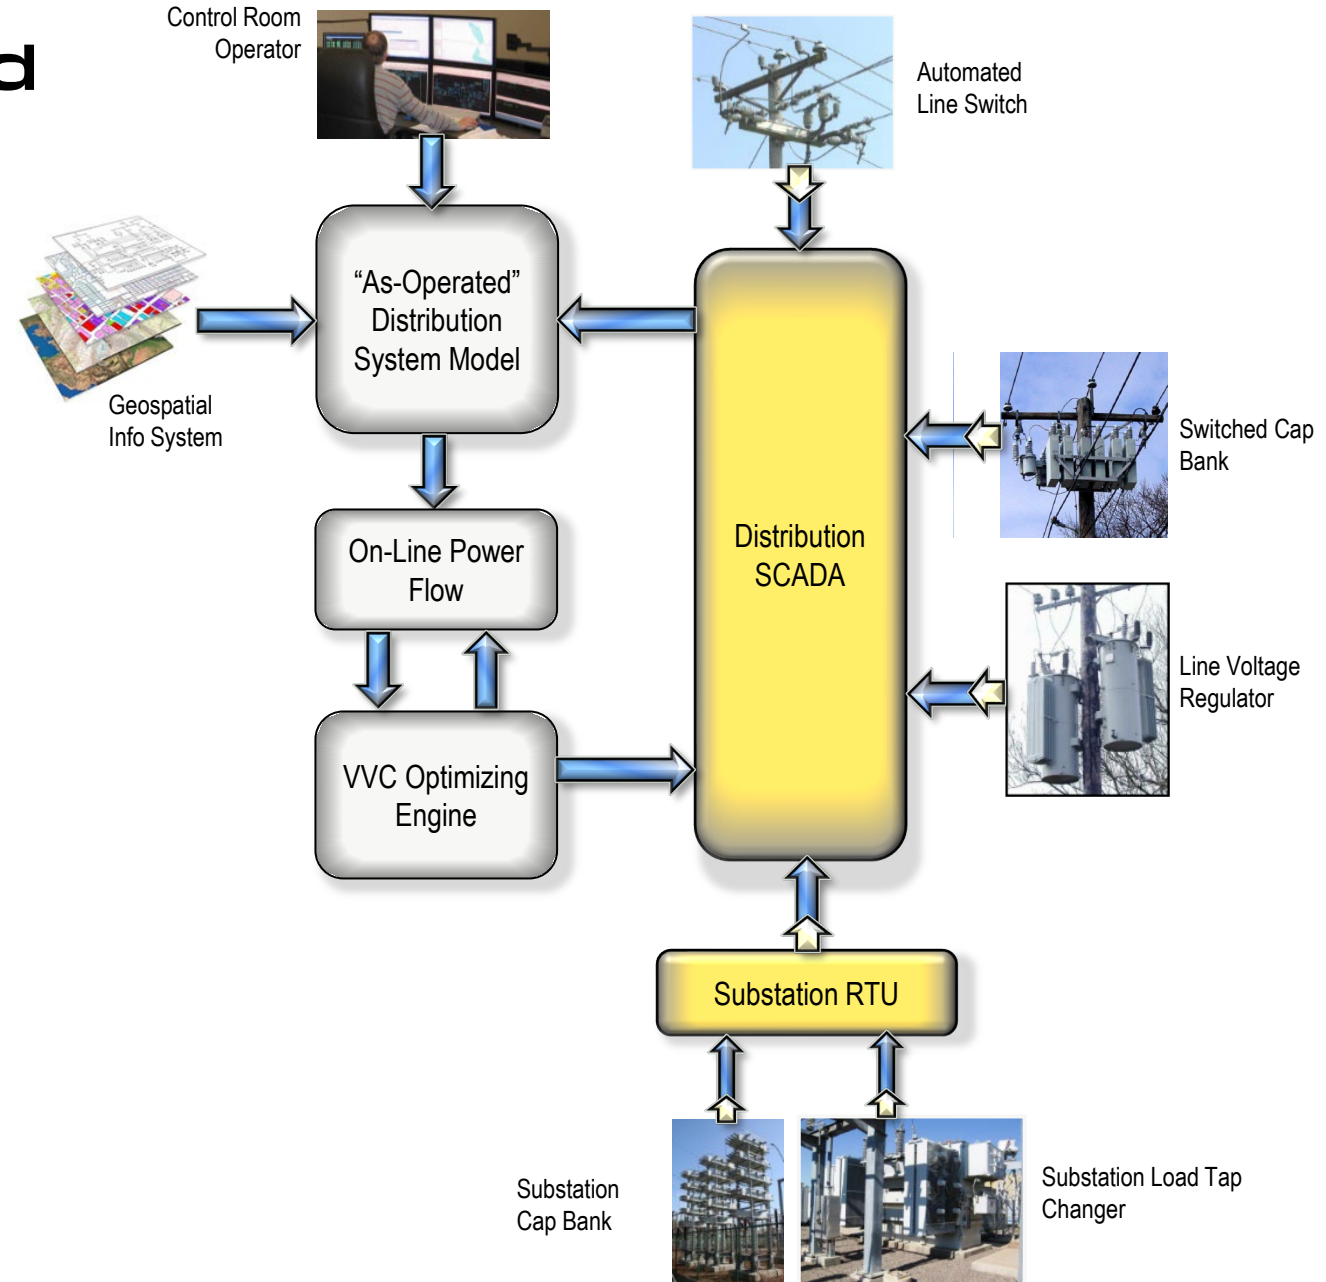 Control Room
Operator
d
Automated
Line Switch
“As-Operated”
Distribution
System Model
Geospatial
Info System
Switched Cap
Bank
On-Line Power
Flow
Distribution
SCADA
Line Voltage
Regulator
VVC Optimizing
Engine
Substation RTU
Substation
Cap Bank
Substation Load Tap
Changer